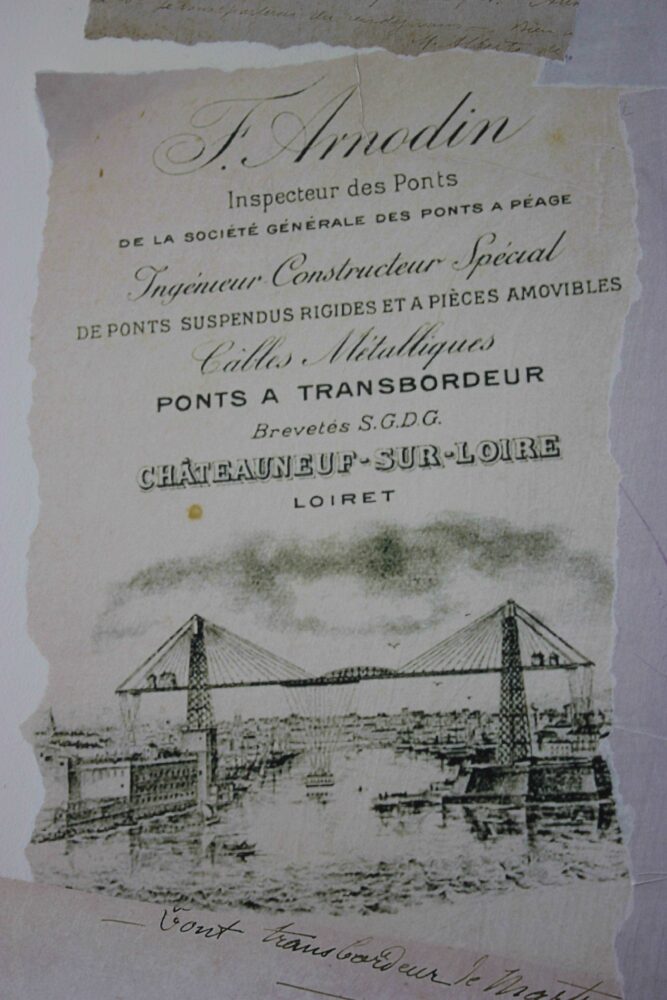 F. Arnodin
Inspecteur des Ponts
DE LA SOCIÉTÉ GÉNÉRALE DES PONTS A PÉAGE
Ingénieur Constructeur Spécial
DE PONTS SUSPENDUS RIGIDES ET A PIÈCES AMOVIBLES
Câbles Métalliques
PONTS A TRANSBORDEUR
Brevetés S.G.D.G.
CHÂTEAUNEUF-SUR-LOIRE
LOIRET
Pont transbordeur le